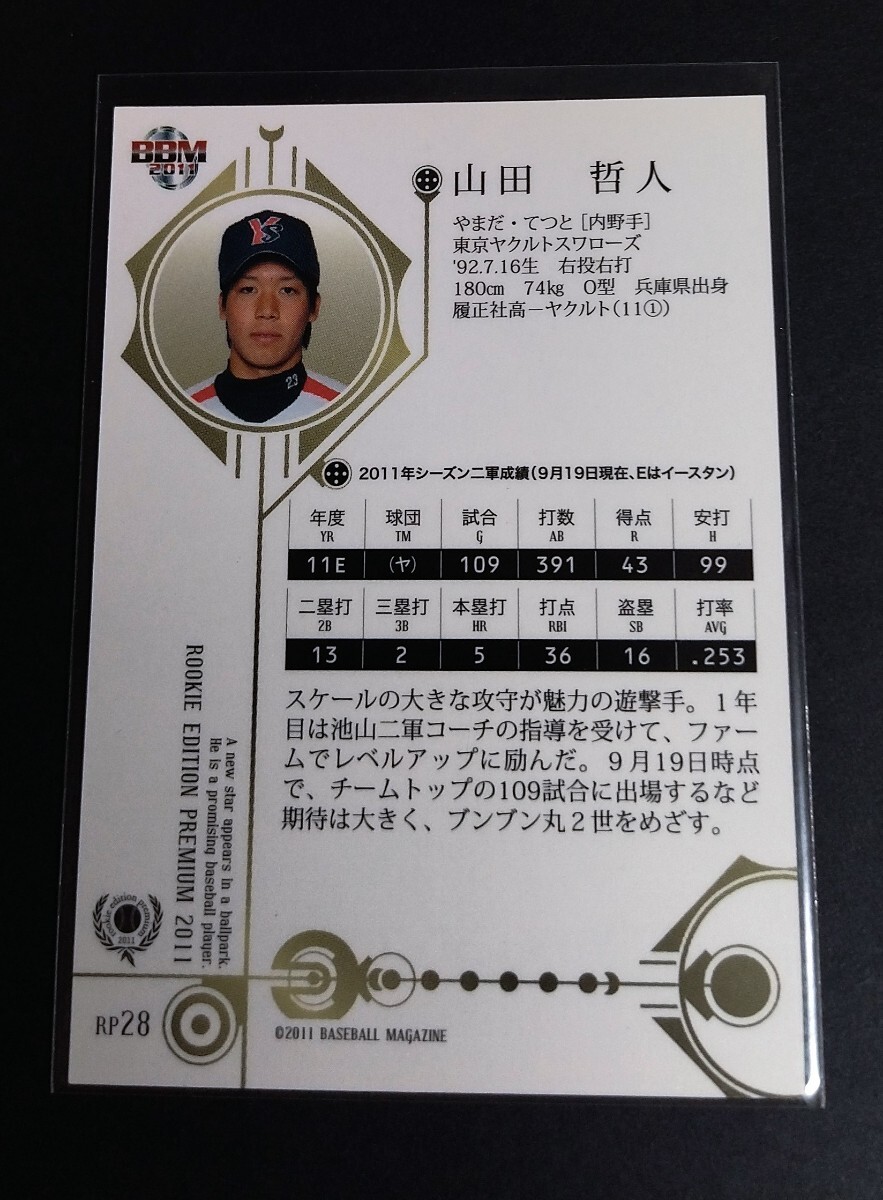 BBM
2011
山田 哲人
やまだ・てつと [内野手]
東京ヤクルトスワローズ
'92.7.16生 右投右打
180㎝ 74㎏ O型 兵庫県出身
履正社高－ヤクルト(11①)
YS
23
2011年シーズン二軍成績(9月19日現在、Eはイースタン)
年度 球団 試合 打数 得点 安打
YR TM G AB R H
11E (ヤ) 109 391 43 99
二塁打 三塁打 本塁打 打点 盗塁 打率
2B 3B HR RBI SB AVG
13 2 5 36 16 .253
スケールの大きな攻守が魅力の遊撃手。1年
目は池山二軍コーチの指導を受けて、ファー
ムでレベルアップに励んだ。9月19日時点
で、チームトップの109試合に出場するなど
期待は大きく、ブンブン丸2世をめざす。
A new star appears in a ballpark.
He is a promising baseball player.
ROOKIE EDITION PREMIUM 2011
rookie edition premium
2011
RP28
©2011 BASEBALL MAGAZINE